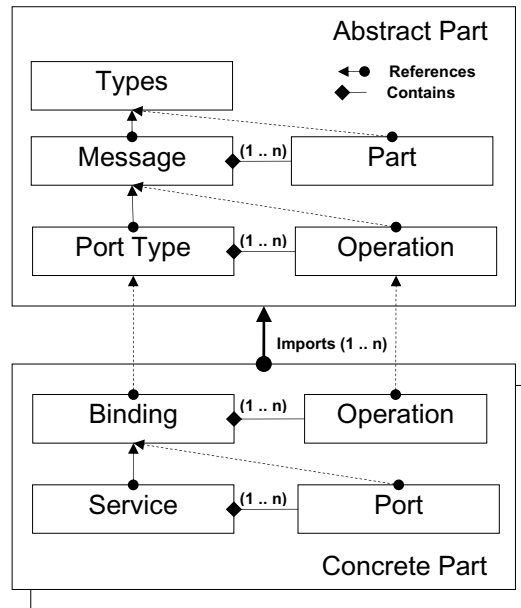 Abstract Part
Types
References
Contains
Message
(1 .. n)
Part
Port Type
(1 .. n)
Operation
Imports (1 .. n)
Binding
(1 .. n)
Operation
Service
(1 .. n)
Port
Concrete Part